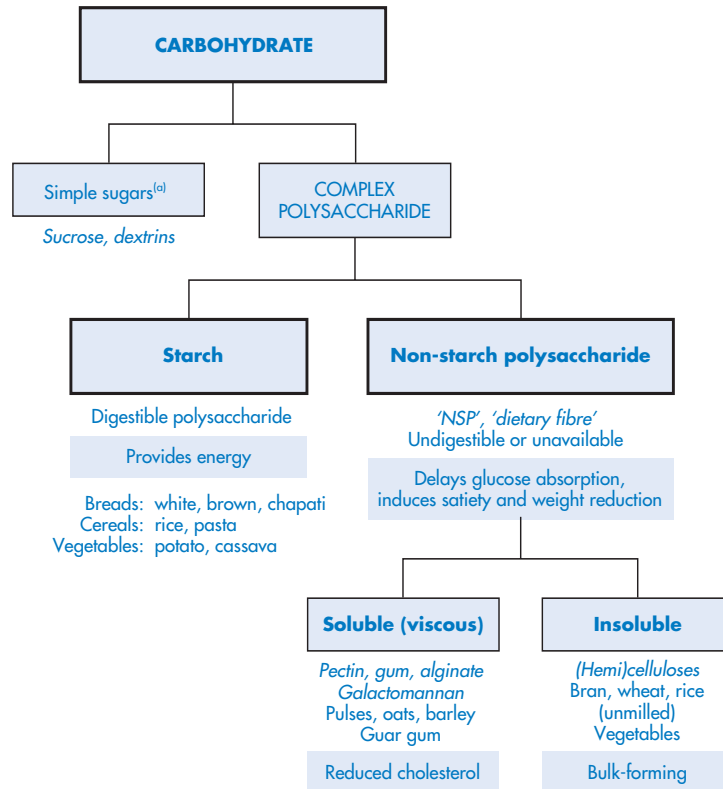 CARBOHYDRATE
Simple sugars(a)
Sucrose, dextrins
COMPLEX
POLYSACCHARIDE
Starch
Digestible polysaccharide
Provides energy
Breads: white, brown, chapati
Cereals: rice, pasta
Vegetables: potato, cassava
Non-starch polysaccharide
‘NSP’, ‘dietary fibre’
Undigestible or unavailable
Delays glucose absorption,
induces satiety and weight reduction
Soluble (viscous)
Pectin, gum, alginate
Galactomannan
Pulses, oats, barley
Guar gum
Reduced cholesterol
Insoluble
(Hemi)celluloses
Bran, wheat, rice
(unmilled)
Vegetables
Bulk-forming